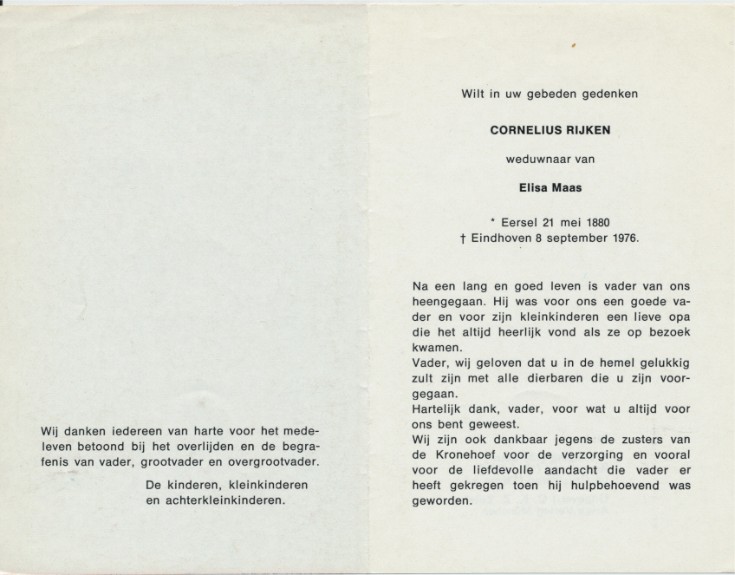 Wij danken iedereen van harte voor het mede-
leven betoond bij het overlijden en de begra-
fenis van vader, grootvader en overgrootvader.
De kinderen, kleinkinderen
en achterkleinkinderen.
Wilt in uw gebeden gedenken
CORNELIUS RIJKEN
weduwnaar van
Elisa Maas
* Eersel 21 mei 1880
† Eindhoven 8 september 1976.
Na een lang en goed leven is vader van ons
heengegaan. Hij was voor ons een goede va-
der en voor zijn kleinkinderen een lieve opa
die het altijd heerlijk vond als ze op bezoek
kwamen.
Vader, wij geloven dat u in de hemel gelukkig
zult zijn met alle dierbaren die u zijn voor-
gegaan.
Hartelijk dank, vader, voor wat u altijd voor
ons bent geweest.
Wij zijn ook dankbaar jegens de zusters van
de Kronehoef voor de verzorging en vooral
voor de liefdevolle aandacht die vader er
heeft gekregen toen hij hulpbehoevend was
geworden.